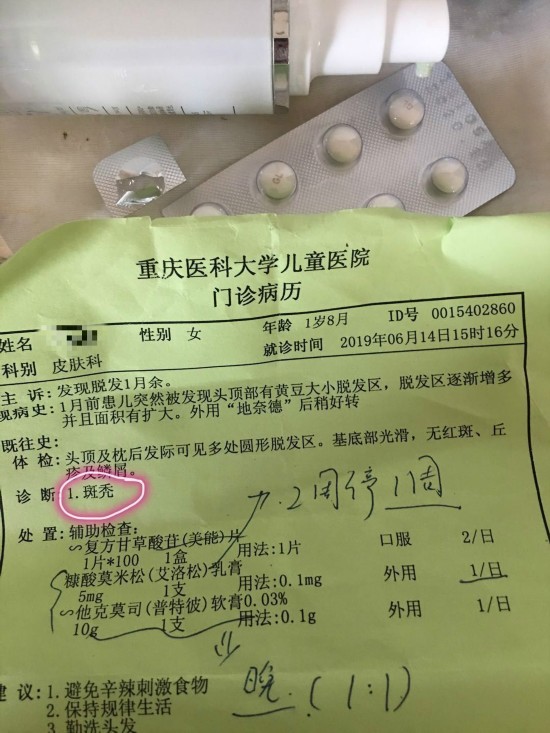 重庆医科大学儿童医院
门诊病历
姓名 性别 女 年龄 1岁8月 ID号 0015402860
科别 皮肤科 就诊时间 2019年06月14日15时16分
主 诉：发现脱发1月余。
现病史：1月前患儿突然被发现头顶部有黄豆大小脱发区，脱发区逐渐增多
并且面积有扩大。外用“地奈德”后稍好转
既往史：
体 检：头顶及枕后发际可见多处圆形脱发区。基底部光滑，无红斑、丘
疹及鳞屑。
诊 断：1.斑秃
2周停1周
处 置：辅助检查：
复方甘草酸苷(美能)片 口服 2/日
1片*100 1盒 用法：1片
糠酸莫米松(艾洛松)乳膏 外用 1/日
5mg 1支 用法：0.1mg
他克莫司(普特彼)软膏0.03% 外用 1/日
10g 1支 用法：0.1g
晚.(1:1)
建 议：1.避免辛辣刺激食物
2.保持规律生活
3.勤洗头发